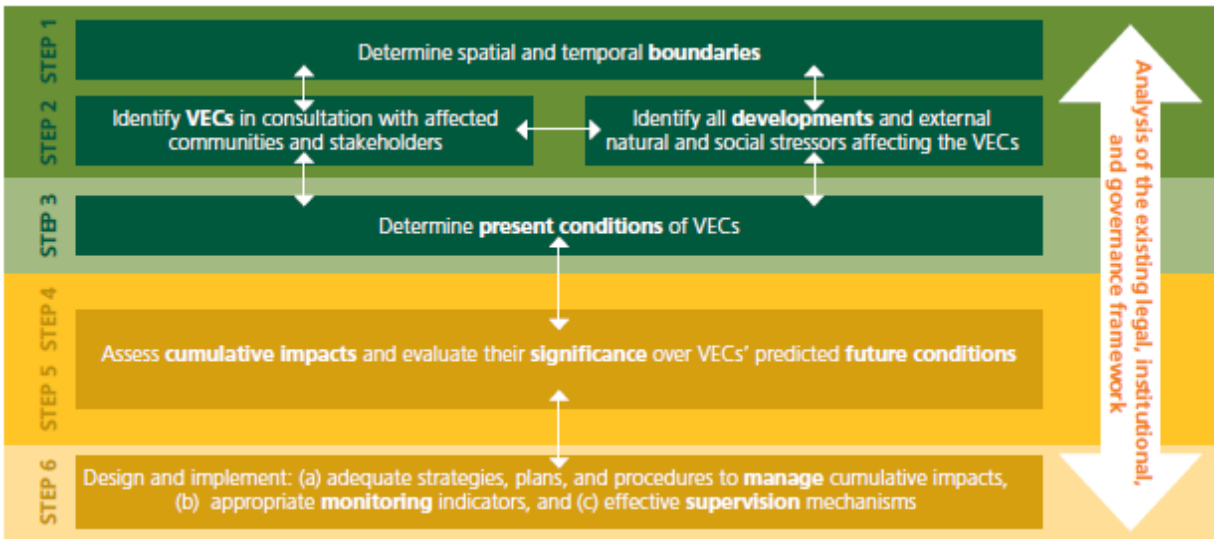 STEP 1
Determine spatial and temporal boundaries
STEP 2
Identify VECs in consultation with affected
communities and stakeholders
Identify all developments and external
natural and social stressors affecting the VECs
STEP 3
Determine present conditions of VECs
STEP 4
STEP 5
Assess cumulative impacts and evaluate their significance over VECs' predicted future conditions
STEP 6
Design and implement: (a) adequate strategies, plans, and procedures to manage cumulative impacts,
(b) appropriate monitoring indicators, and (c) effective supervision mechanisms
Analysis of the existing legal, institutional,
and governance framework